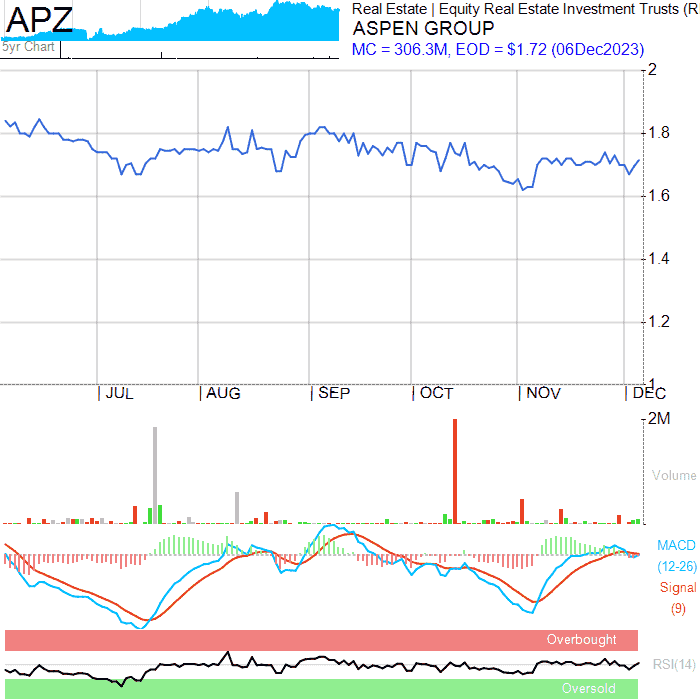 APZ
5yr Chart
Real Estate | Equity Real Estate Investment Trusts (R
ASPEN GROUP
MC = 306.3M, EOD = $1.72 (06Dec2023)
2
1.8
1.6
1.4
1.2
1
JUL AUG SEP OCT NOV DEC
2M
Volume
MACD
(12-26)
Signal
(9)
Overbought
RSI(14)
Oversold